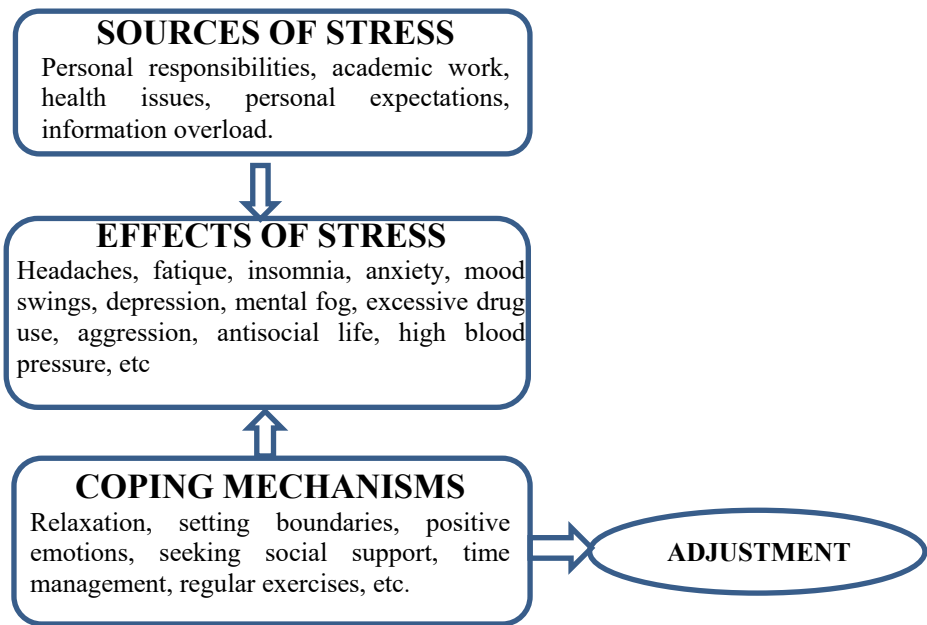 SOURCES OF STRESS
Personal responsibilities, academic work,
health issues, personal expectations,
information overload.
EFFECTS OF STRESS
Headaches, fatique, insomnia, anxiety, mood
swings, depression, mental fog, excessive drug
use, aggression, antisocial life, high blood
pressure, etc
COPING MECHANISMS
Relaxation, setting boundaries, positive
emotions, seeking social support, time
management, regular exercises, etc.
ADJUSTMENT